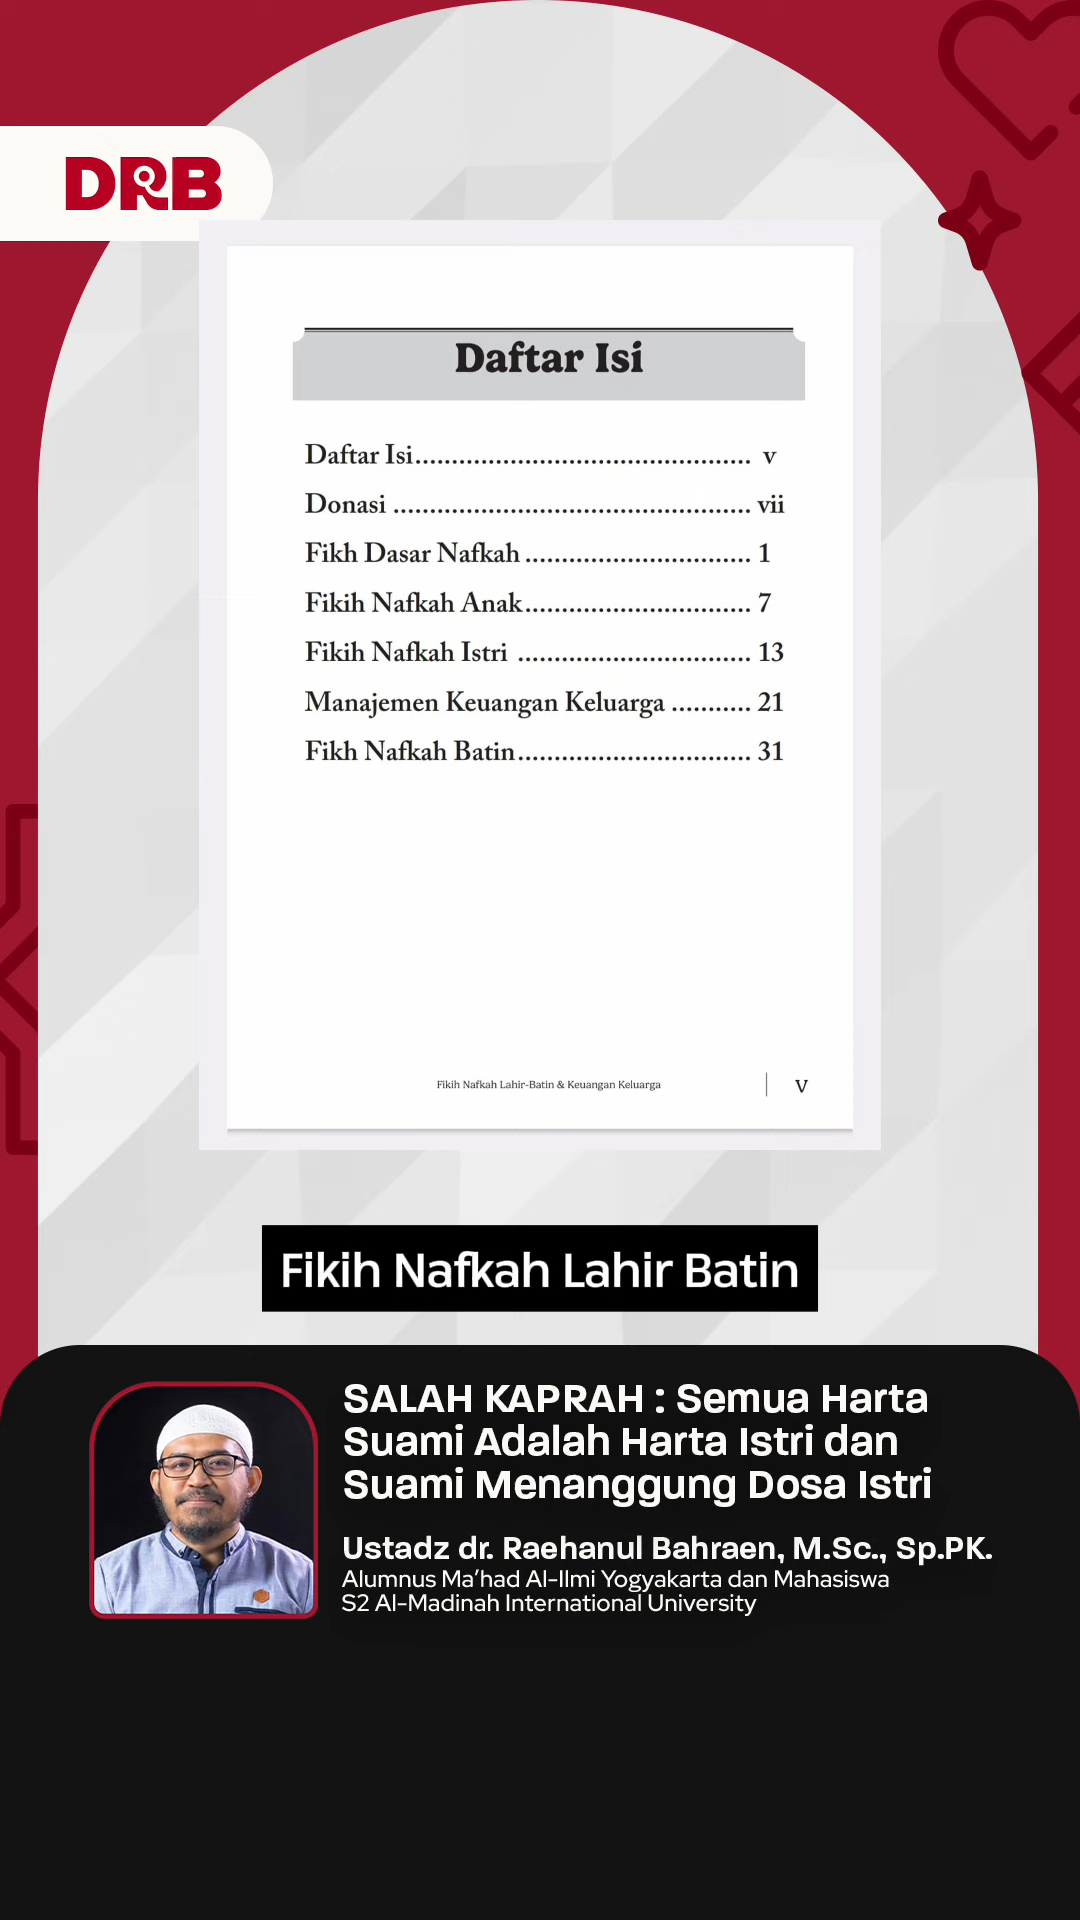 DRB
Daftar Isi
Daftar Isi.............................................. v
Donasi ................................................ vii
Fikh Dasar Nafkah .............................. 1
Fikih Nafkah Anak.............................. 7
Fikih Nafkah Istri ............................... 13
Manajemen Keuangan Keluarga ........... 21
Fikh Nafkah Batin............................... 31
Fikih Nafkah Lahir-Batin & Keuangan Keluarga | V
Fikih Nafkah Lahir Batin
SALAH KAPRAH : Semua Harta
Suami Adalah Harta Istri dan
Suami Menanggung Dosa Istri
Ustadz dr. Raehanul Bahraen, M.Sc., Sp.PK.
Alumnus Ma'had Al-Ilmi Yogyakarta dan Mahasiswa
S2 Al-Madinah International University